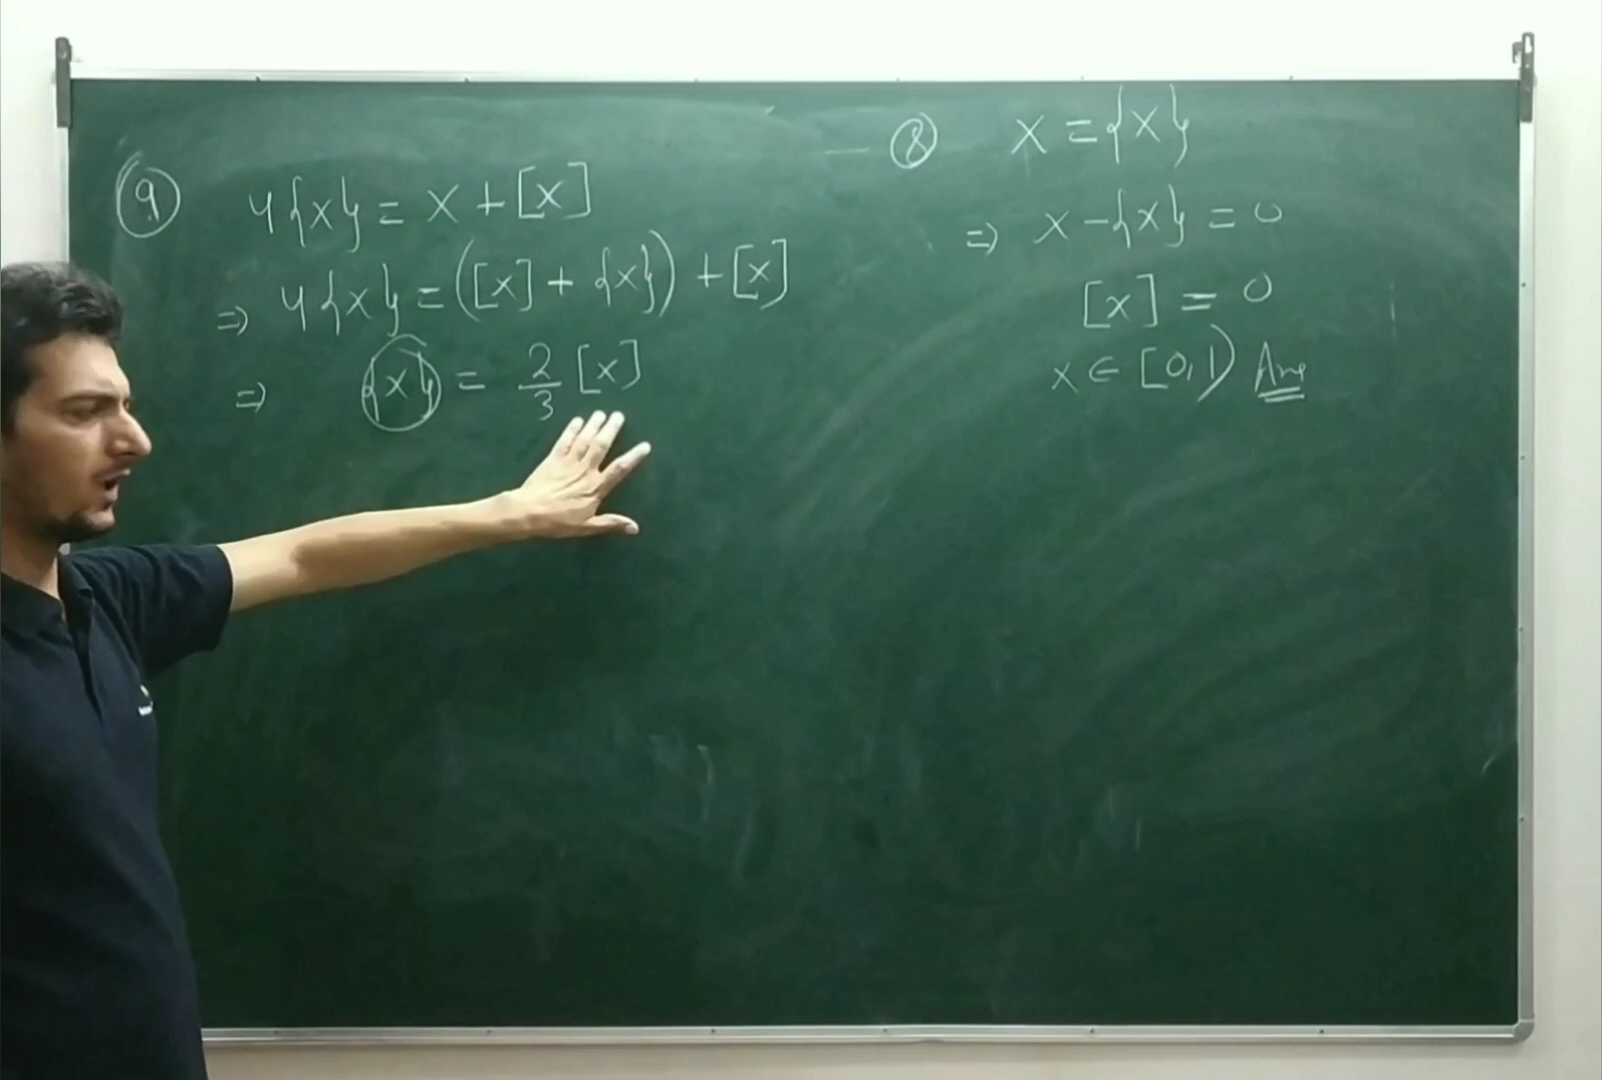 ⑨ 4{x} = x + [x]
⇒ 4{x} = ([x] + {x}) + [x]
⇒ {x} = 2/3 [x]
⑧ x = {x}
⇒ x - {x} = 0
[x] = 0
x ∈ [0,1) Ans